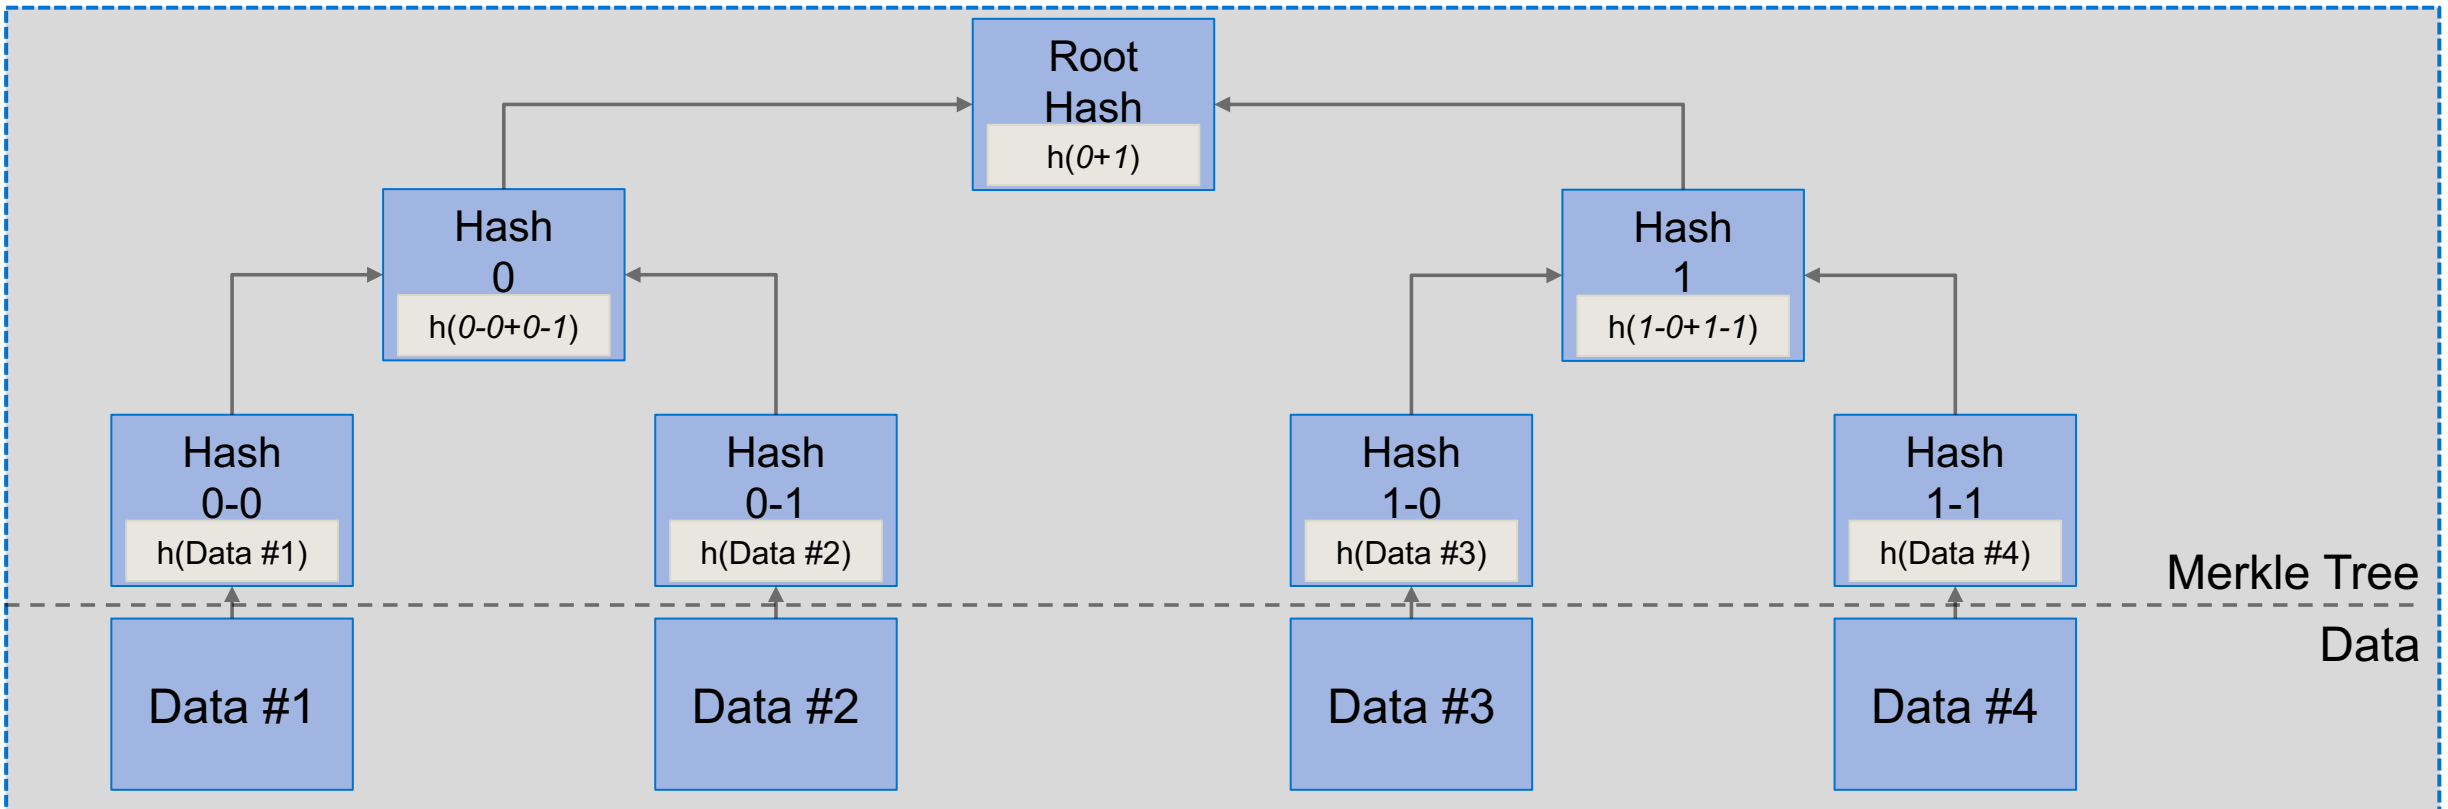 Root
Hash
h(0+1)
Hash
0
h(0-0+0-1)
Hash
1
h(1-0+1-1)
Hash
0-0
h(Data #1)
Hash
0-1
h(Data #2)
Hash
1-0
h(Data #3)
Hash
1-1
h(Data #4)
Merkle Tree
Data
Data #1
Data #2
Data #3
Data #4